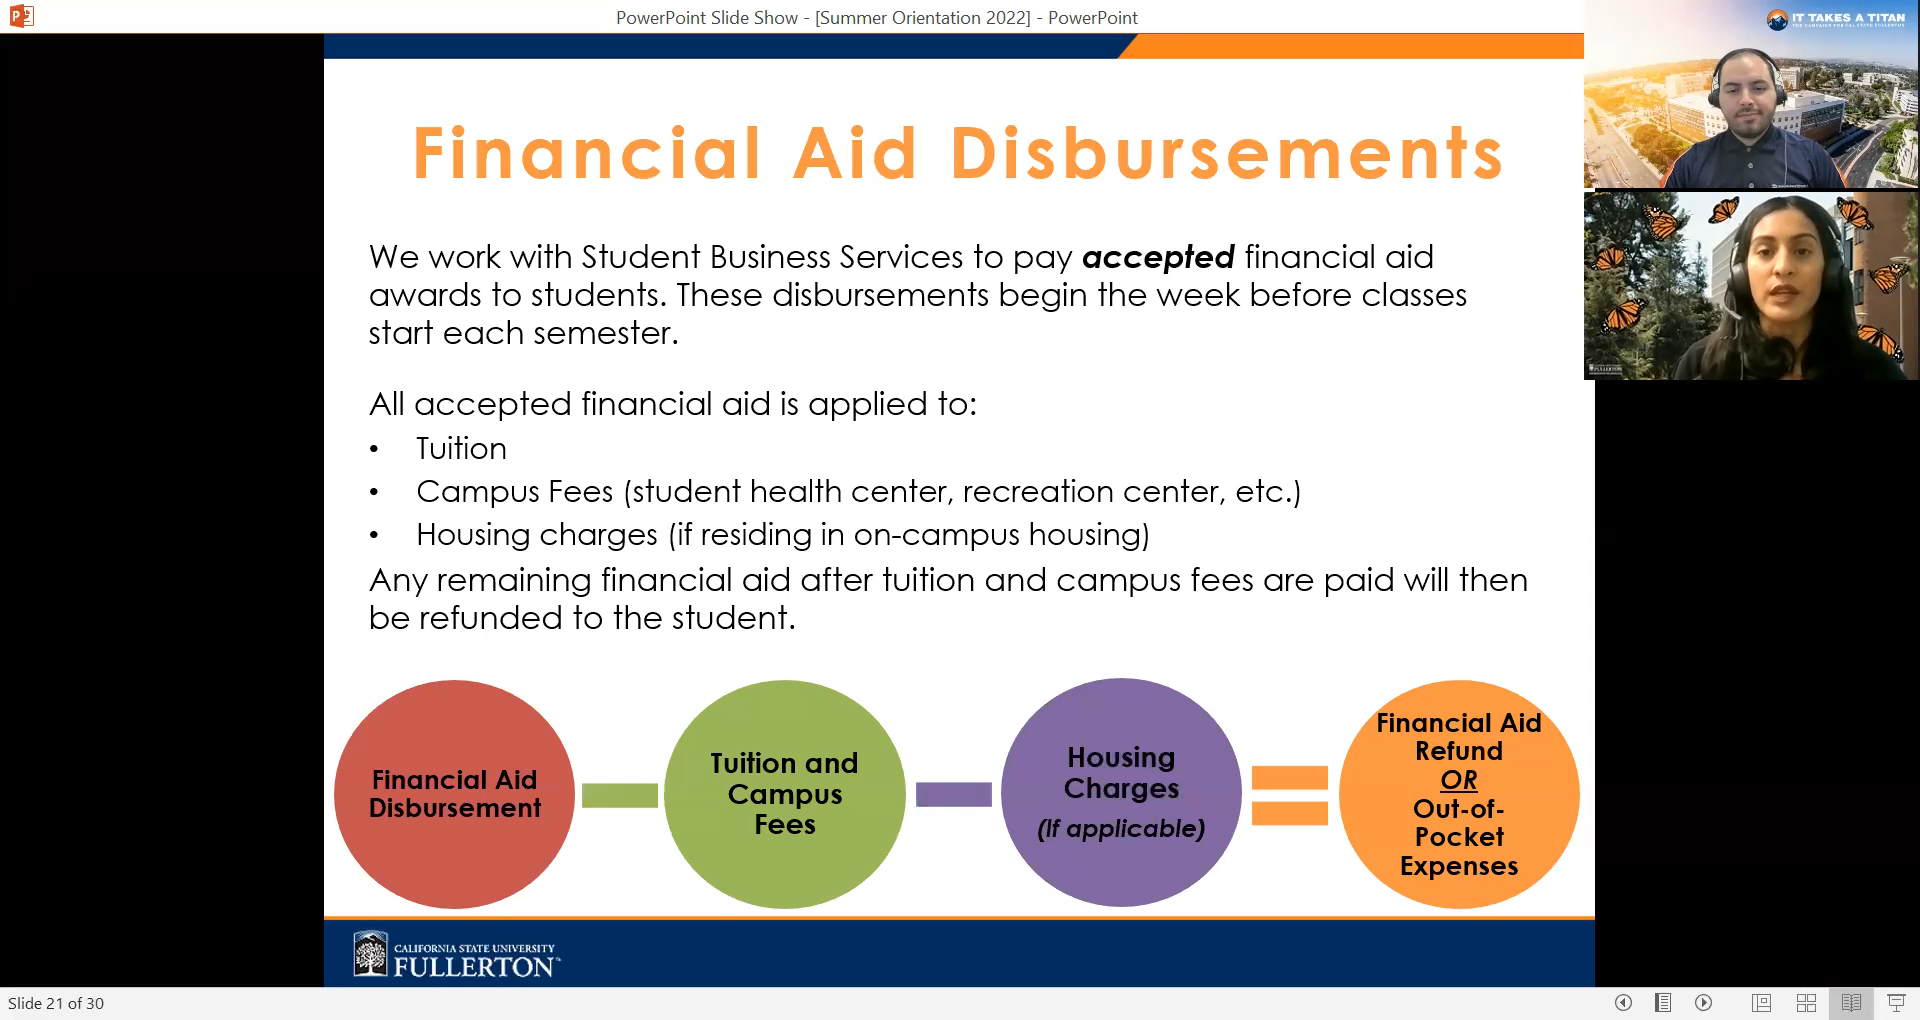 PowerPoint Slide Show - [Summer Orientation 2022] - PowerPoint
IT TAKES A TITAN
Financial Aid Disbursements
We work with Student Business Services to pay accepted financial aid
awards to students. These disbursements begin the week before classes
start each semester.
All accepted financial aid is applied to:
• Tuition
• Campus Fees (student health center, recreation center, etc.)
• Housing charges (if residing in on-campus housing)
Any remaining financial aid after tuition and campus fees are paid will then
be refunded to the student.
Financial Aid
Disbursement
Tuition and
Campus
Fees
Housing
Charges
(If applicable)
Financial Aid
Refund
OR
Out-of-
Pocket
Expenses
CALIFORNIA STATE UNIVERSITY
FULLERTON™
Slide 21 of 30